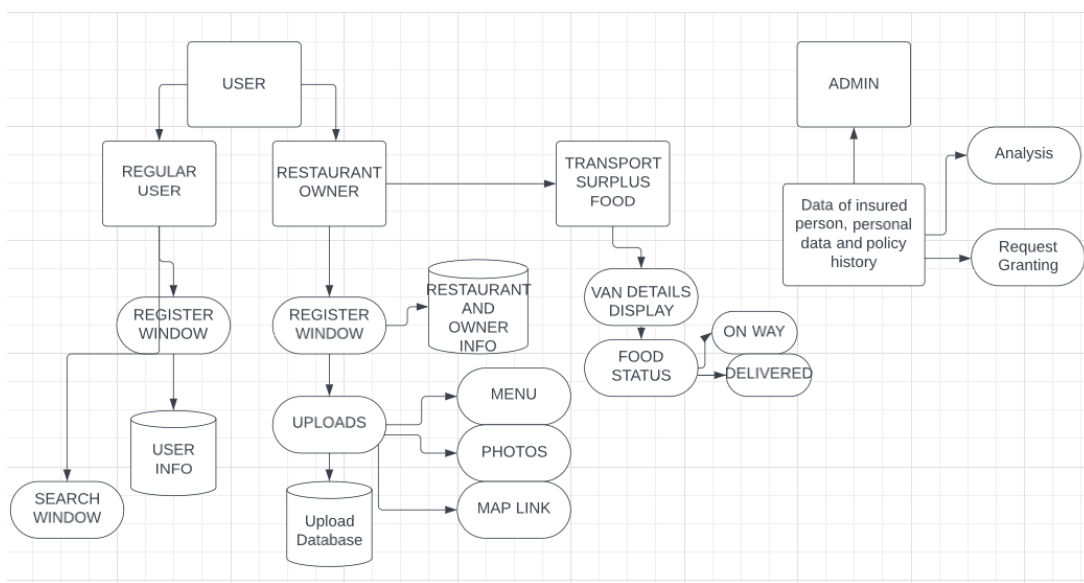 USER
ADMIN
REGULAR
USER
RESTAURANT
OWNER
TRANSPORT
SURPLUS
FOOD
Analysis
Data of insured
person, personal
data and policy
history
Request
Granting
REGISTER
WINDOW
REGISTER
WINDOW
RESTAURANT
AND
OWNER
INFO
VAN DETAILS
DISPLAY
ON WAY
FOOD
STATUS
DELIVERED
MENU
UPLOADS
PHOTOS
USER
INFO
MAP LINK
SEARCH
WINDOW
Upload
Database